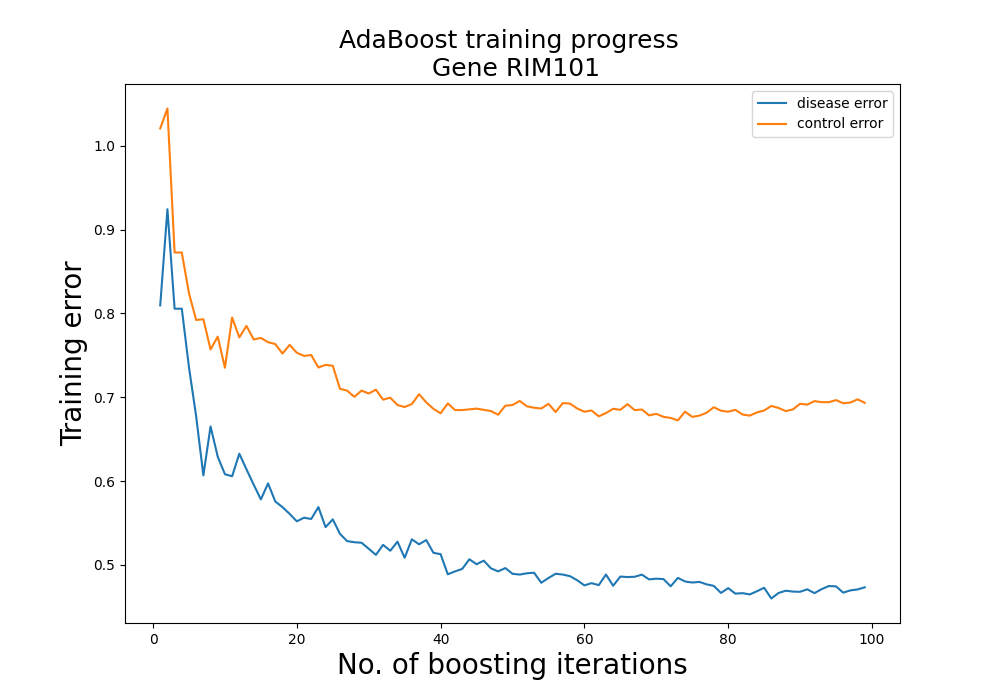 AdaBoost training progress
Gene RIM101
disease error
control error
Training error
1.0
0.9
0.8
0.7
0.6
0.5
0 20 40 60 80 100
No. of boosting iterations